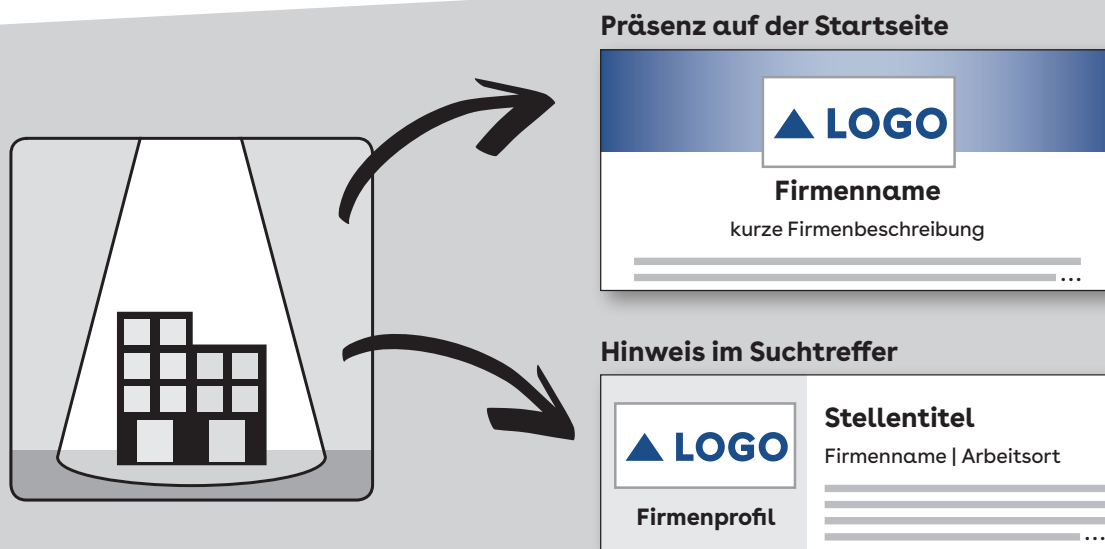 Präsenz auf der Startseite
LOGO
Firmenname
kurze Firmenbeschreibung
...
Hinweis im Suchtreffer
LOGO
Firmenprofil
Stellentitel
Firmenname | Arbeitsort
...